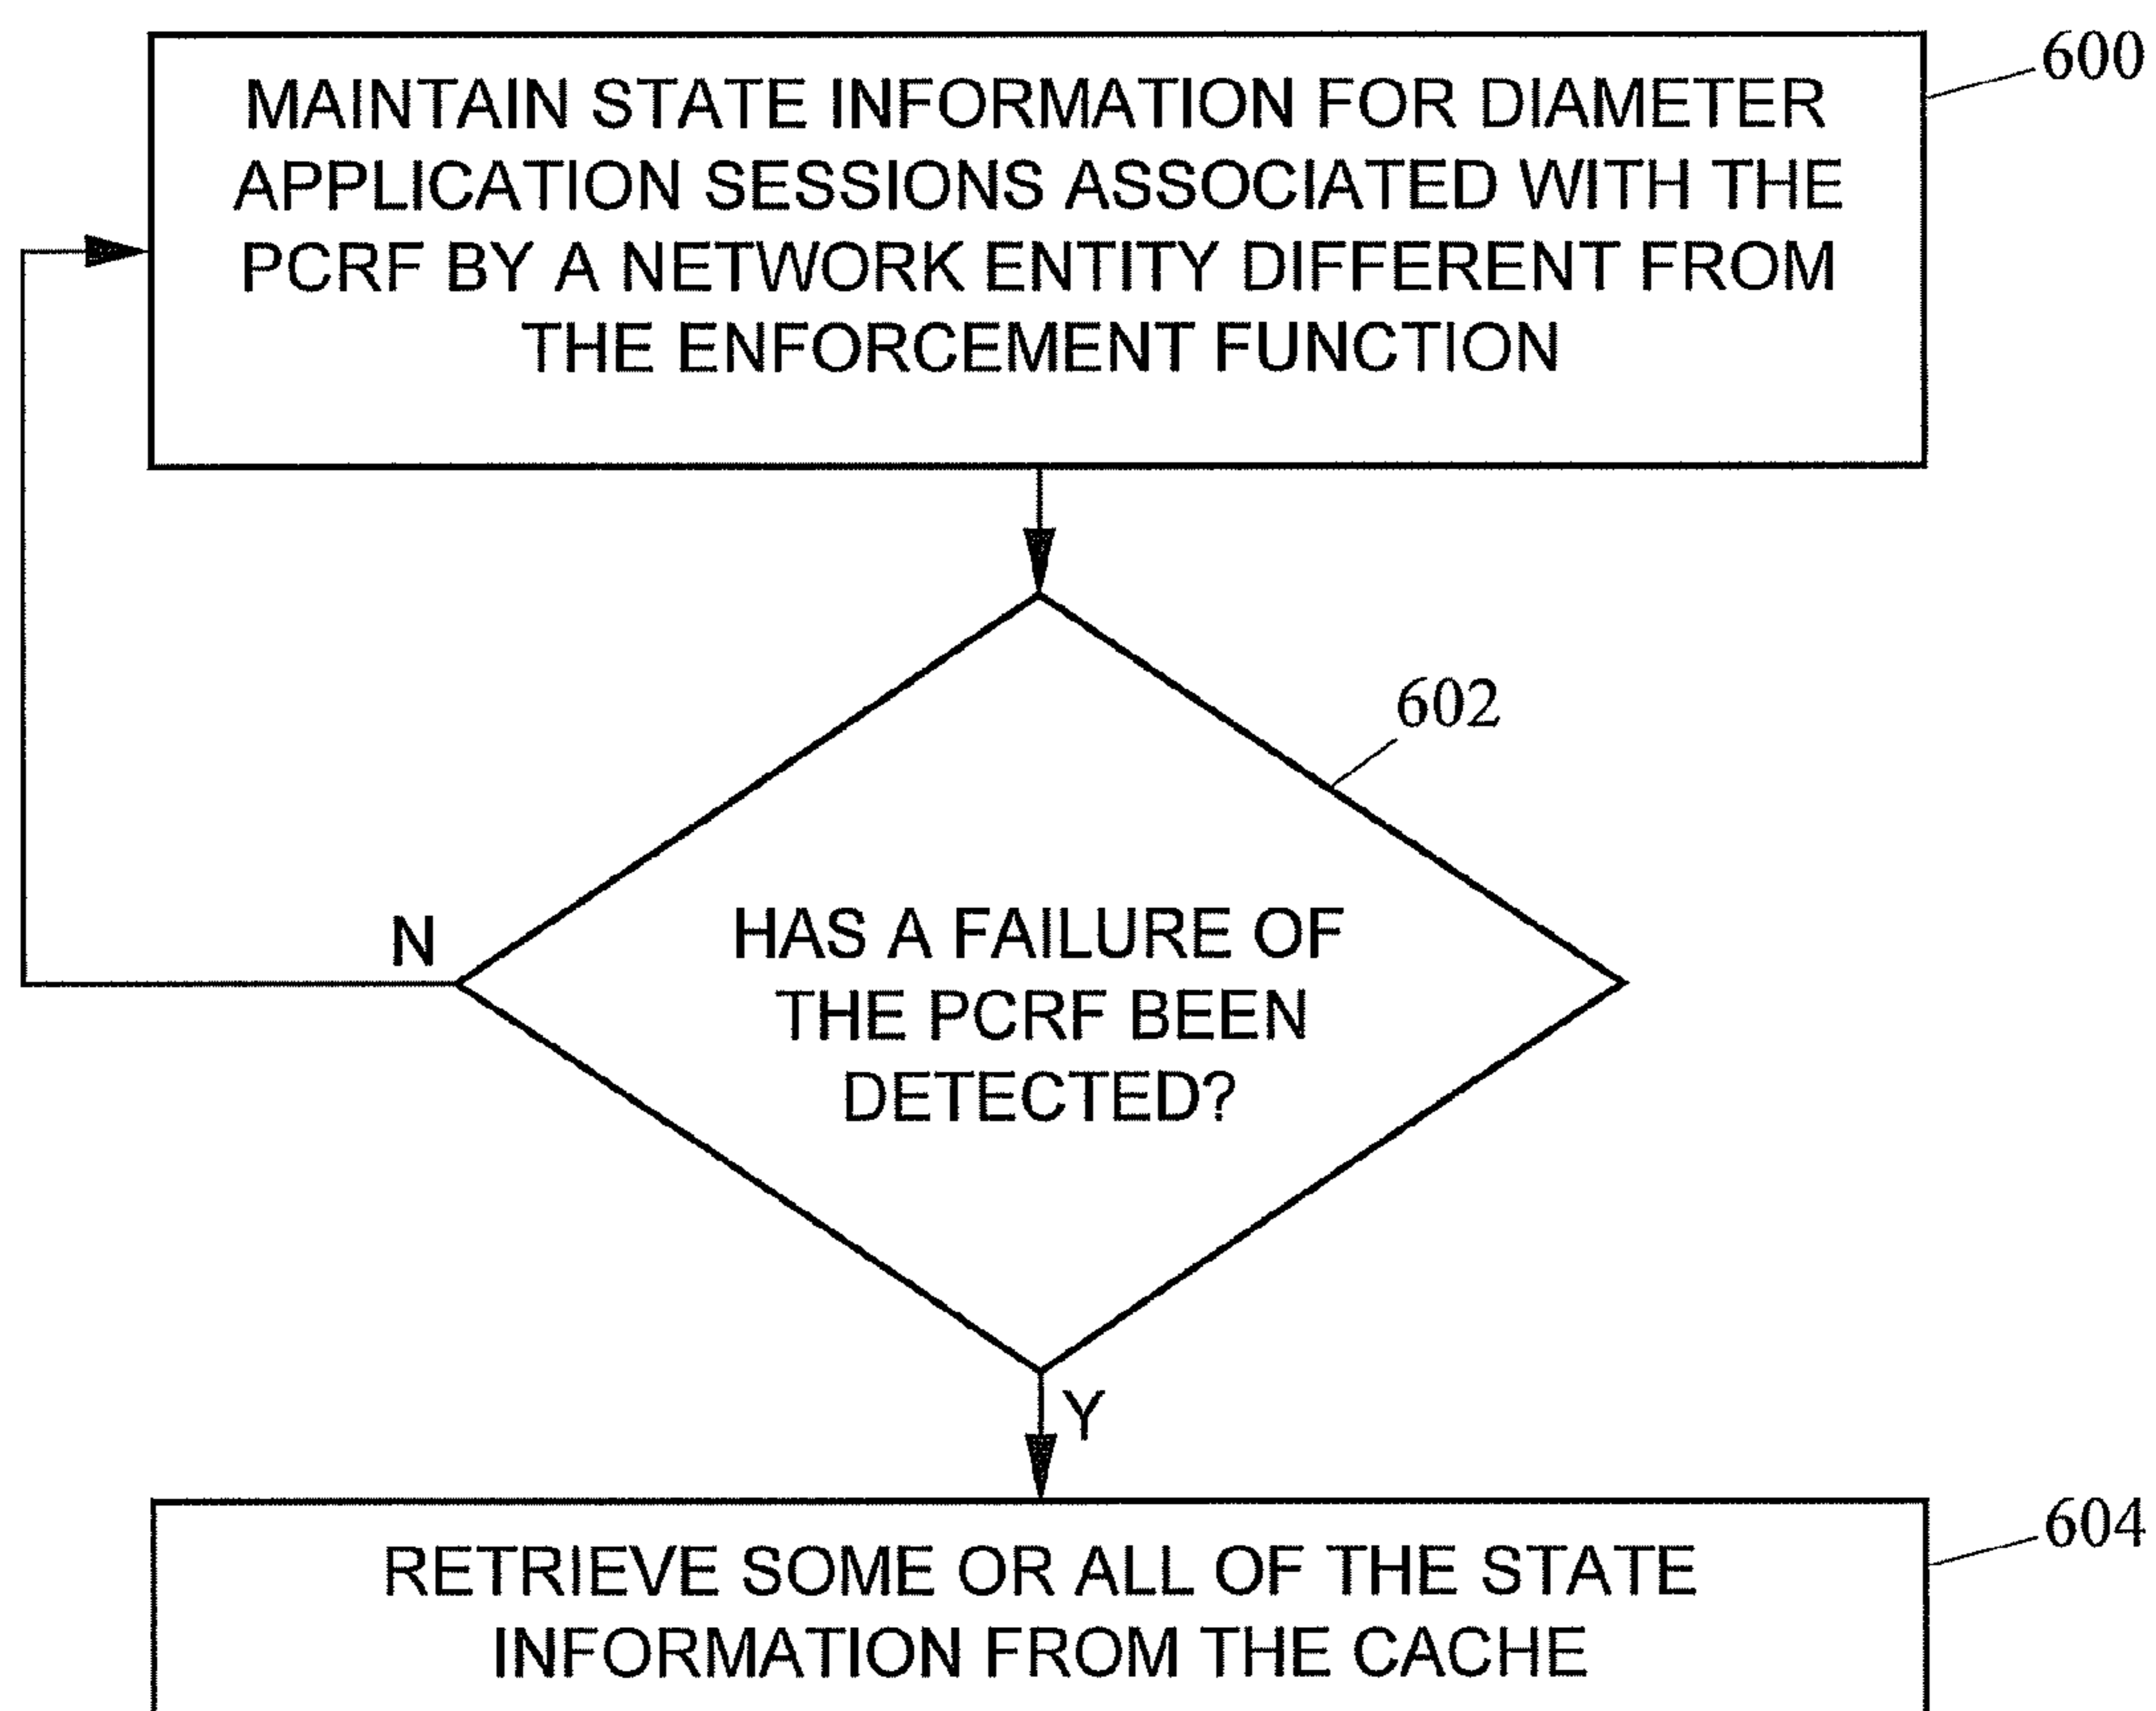 600
MAINTAIN STATE INFORMATION FOR DIAMETER
APPLICATION SESSIONS ASSOCIATED WITH THE
PCRF BY A NETWORK ENTITY DIFFERENT FROM
THE ENFORCEMENT FUNCTION
602
N
HAS A FAILURE OF
THE PCRF BEEN
DETECTED?
Y
604
RETRIEVE SOME OR ALL OF THE STATE
INFORMATION FROM THE CACHE